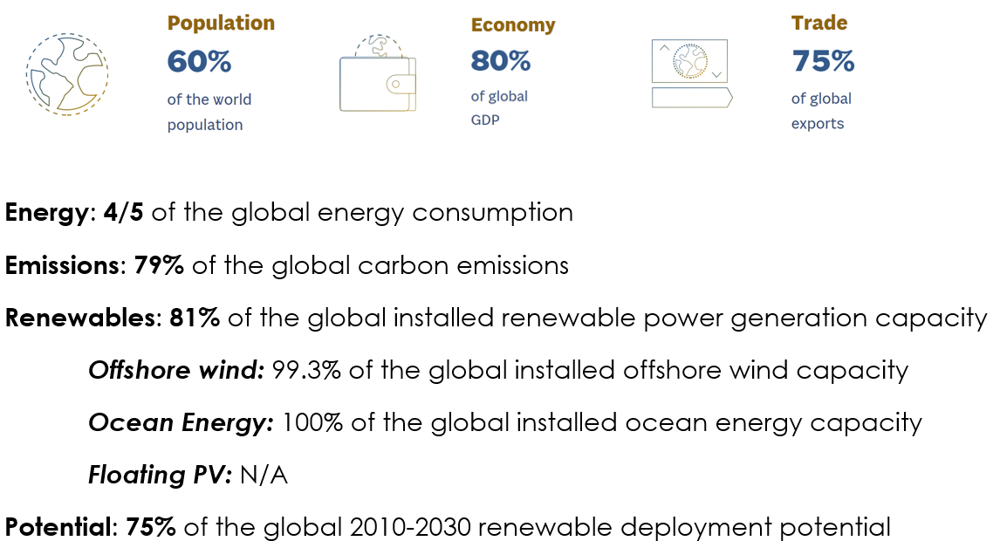 Population
60%
of the world
population
Economy
80%
of global
GDP
Trade
75%
of global
exports
Energy: 4/5 of the global energy consumption
Emissions: 79% of the global carbon emissions
Renewables: 81% of the global installed renewable power generation capacity
Offshore wind: 99.3% of the global installed offshore wind capacity
Ocean Energy: 100% of the global installed ocean energy capacity
Floating PV: N/A
Potential: 75% of the global 2010-2030 renewable deployment potential